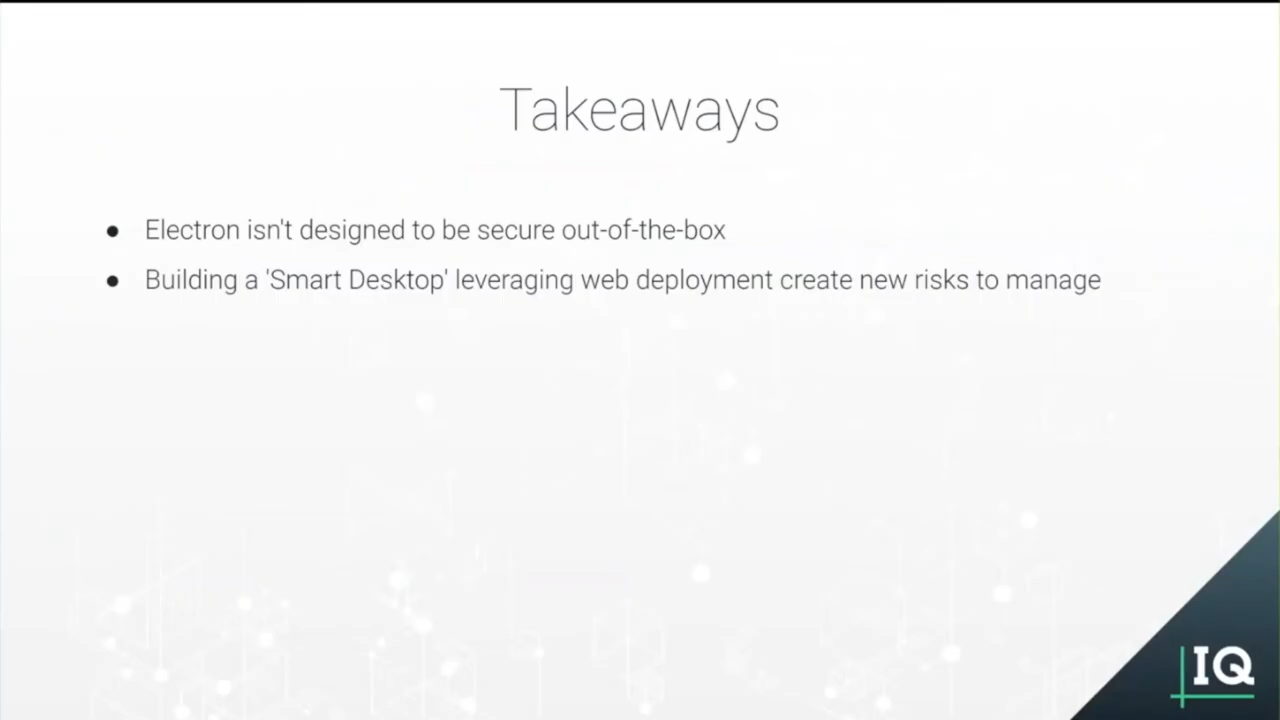 Takeaways
● Electron isn't designed to be secure out-of-the-box
● Building a 'Smart Desktop' leveraging web deployment create new risks to manage
IQ